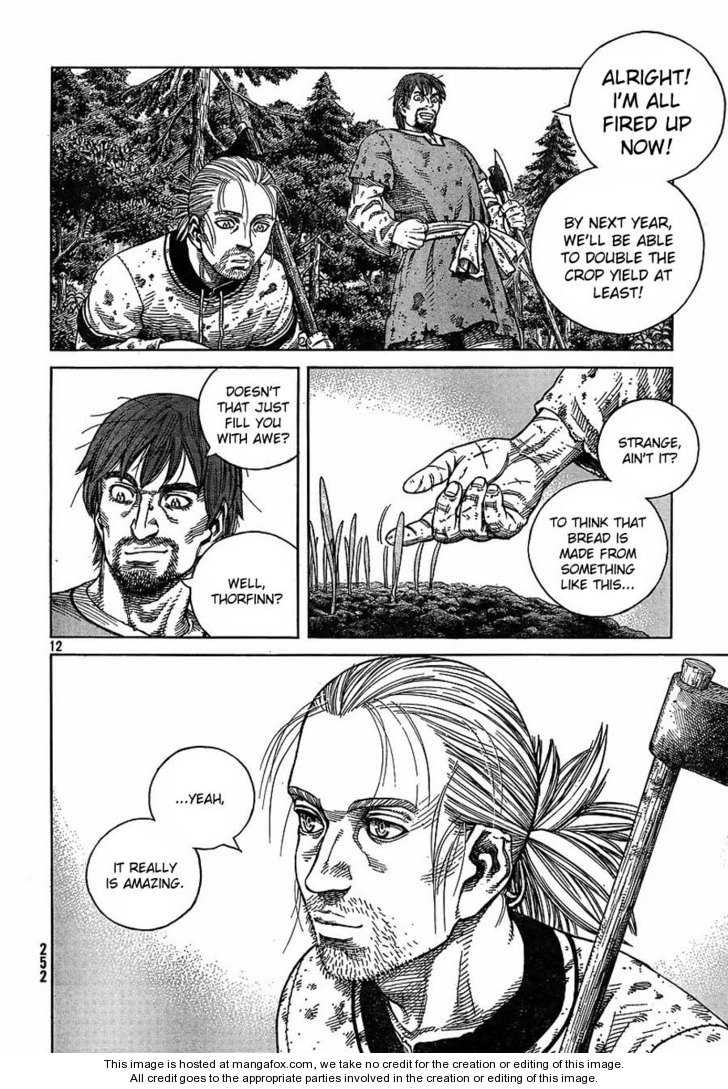 ALRIGHT!
I'M ALL
FIRED UP
NOW!
BY NEXT YEAR,
WE'LL BE ABLE
TO DOUBLE THE
CROP YIELD AT
LEAST!
DOESN'T
THAT JUST
FILL YOU
WITH AWE?
WELL,
THORFINN?
STRANGE,
AIN'T IT?
TO THINK THAT
BREAD IS
MADE FROM
SOMETHING
LIKE THIS...
12
...YEAH,
IT REALLY
IS AMAZING.
252
This image is hosted at mangafox.com, we take no credit for the creation or editing of this image.
All credit goes to the appropriate parties involved in the creation or editing of this image.